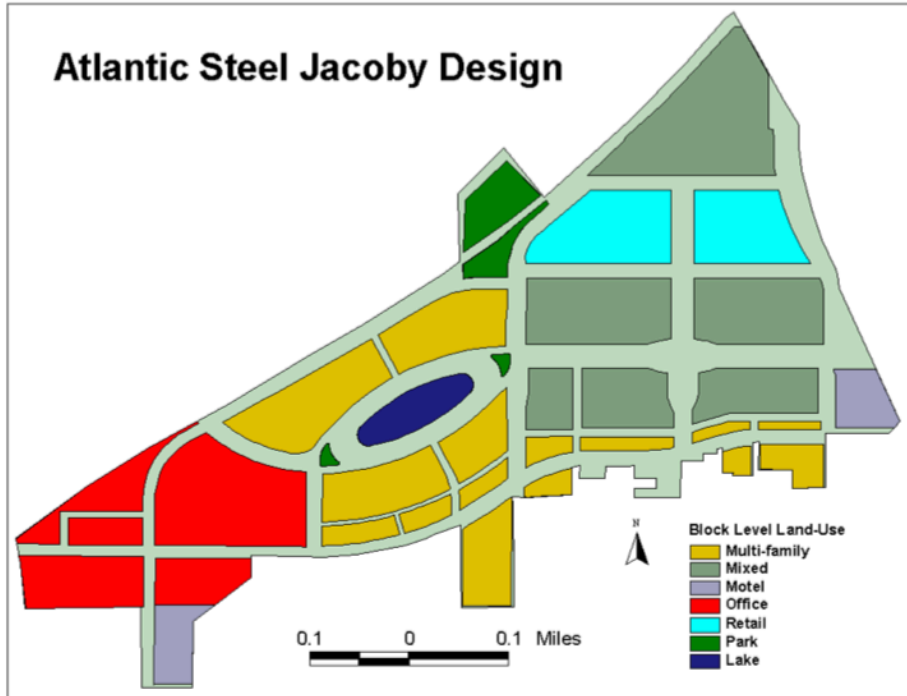 Atlantic Steel Jacoby Design
N
Block Level Land-Use
Multi-family
Mixed
Motel
Office
Retail
Park
Lake
0.1 0 0.1 Miles